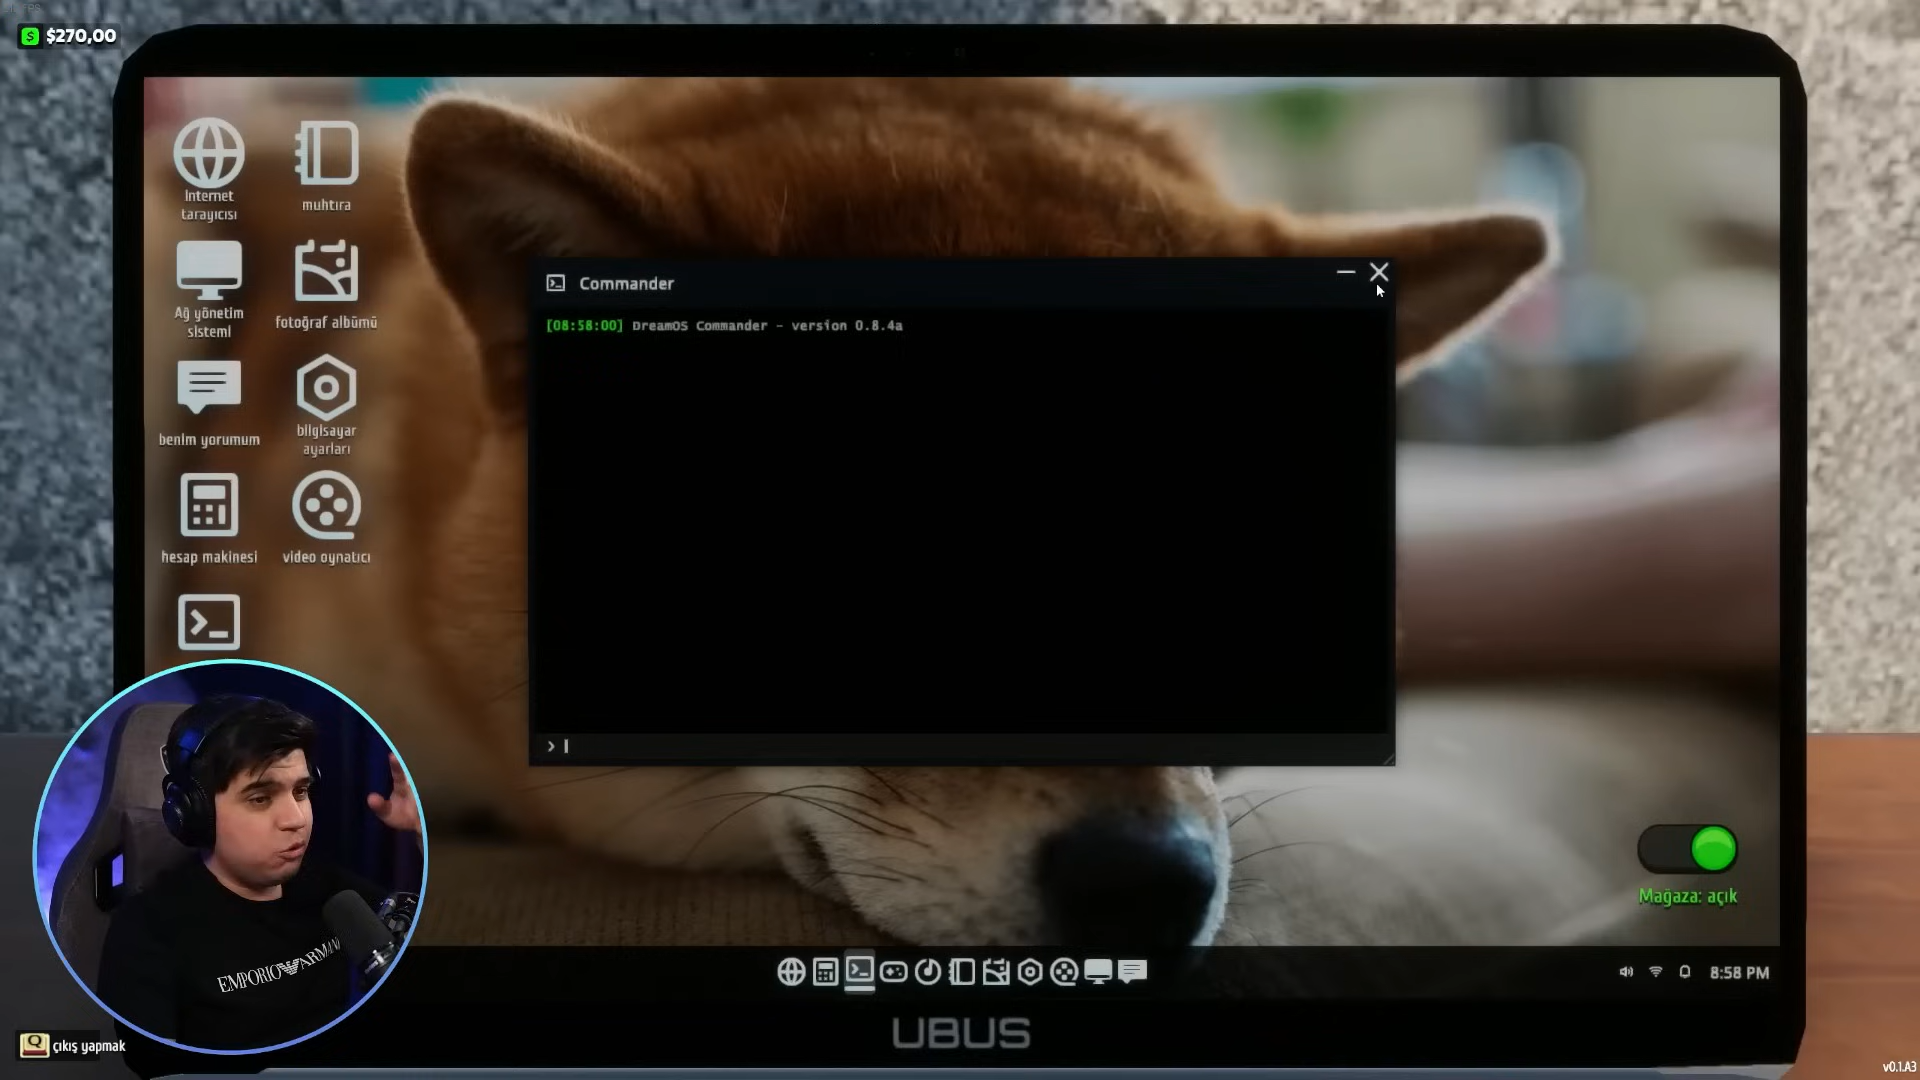 $270,00
Internet
tarayıcısı
muhtıra
Ağ yönetim
sistemi
fotoğraf albümü
benim yorumum
bilgisayar
ayarları
hesap makinesi
video oynatıcı
Commander
[08:58:00] DreamOS Commander - version 0.8.4a
EMPORIO ARMANI
Mağaza: açık
8:58 PM
UBUS
Q çıkış yapmak
v0.1.A3